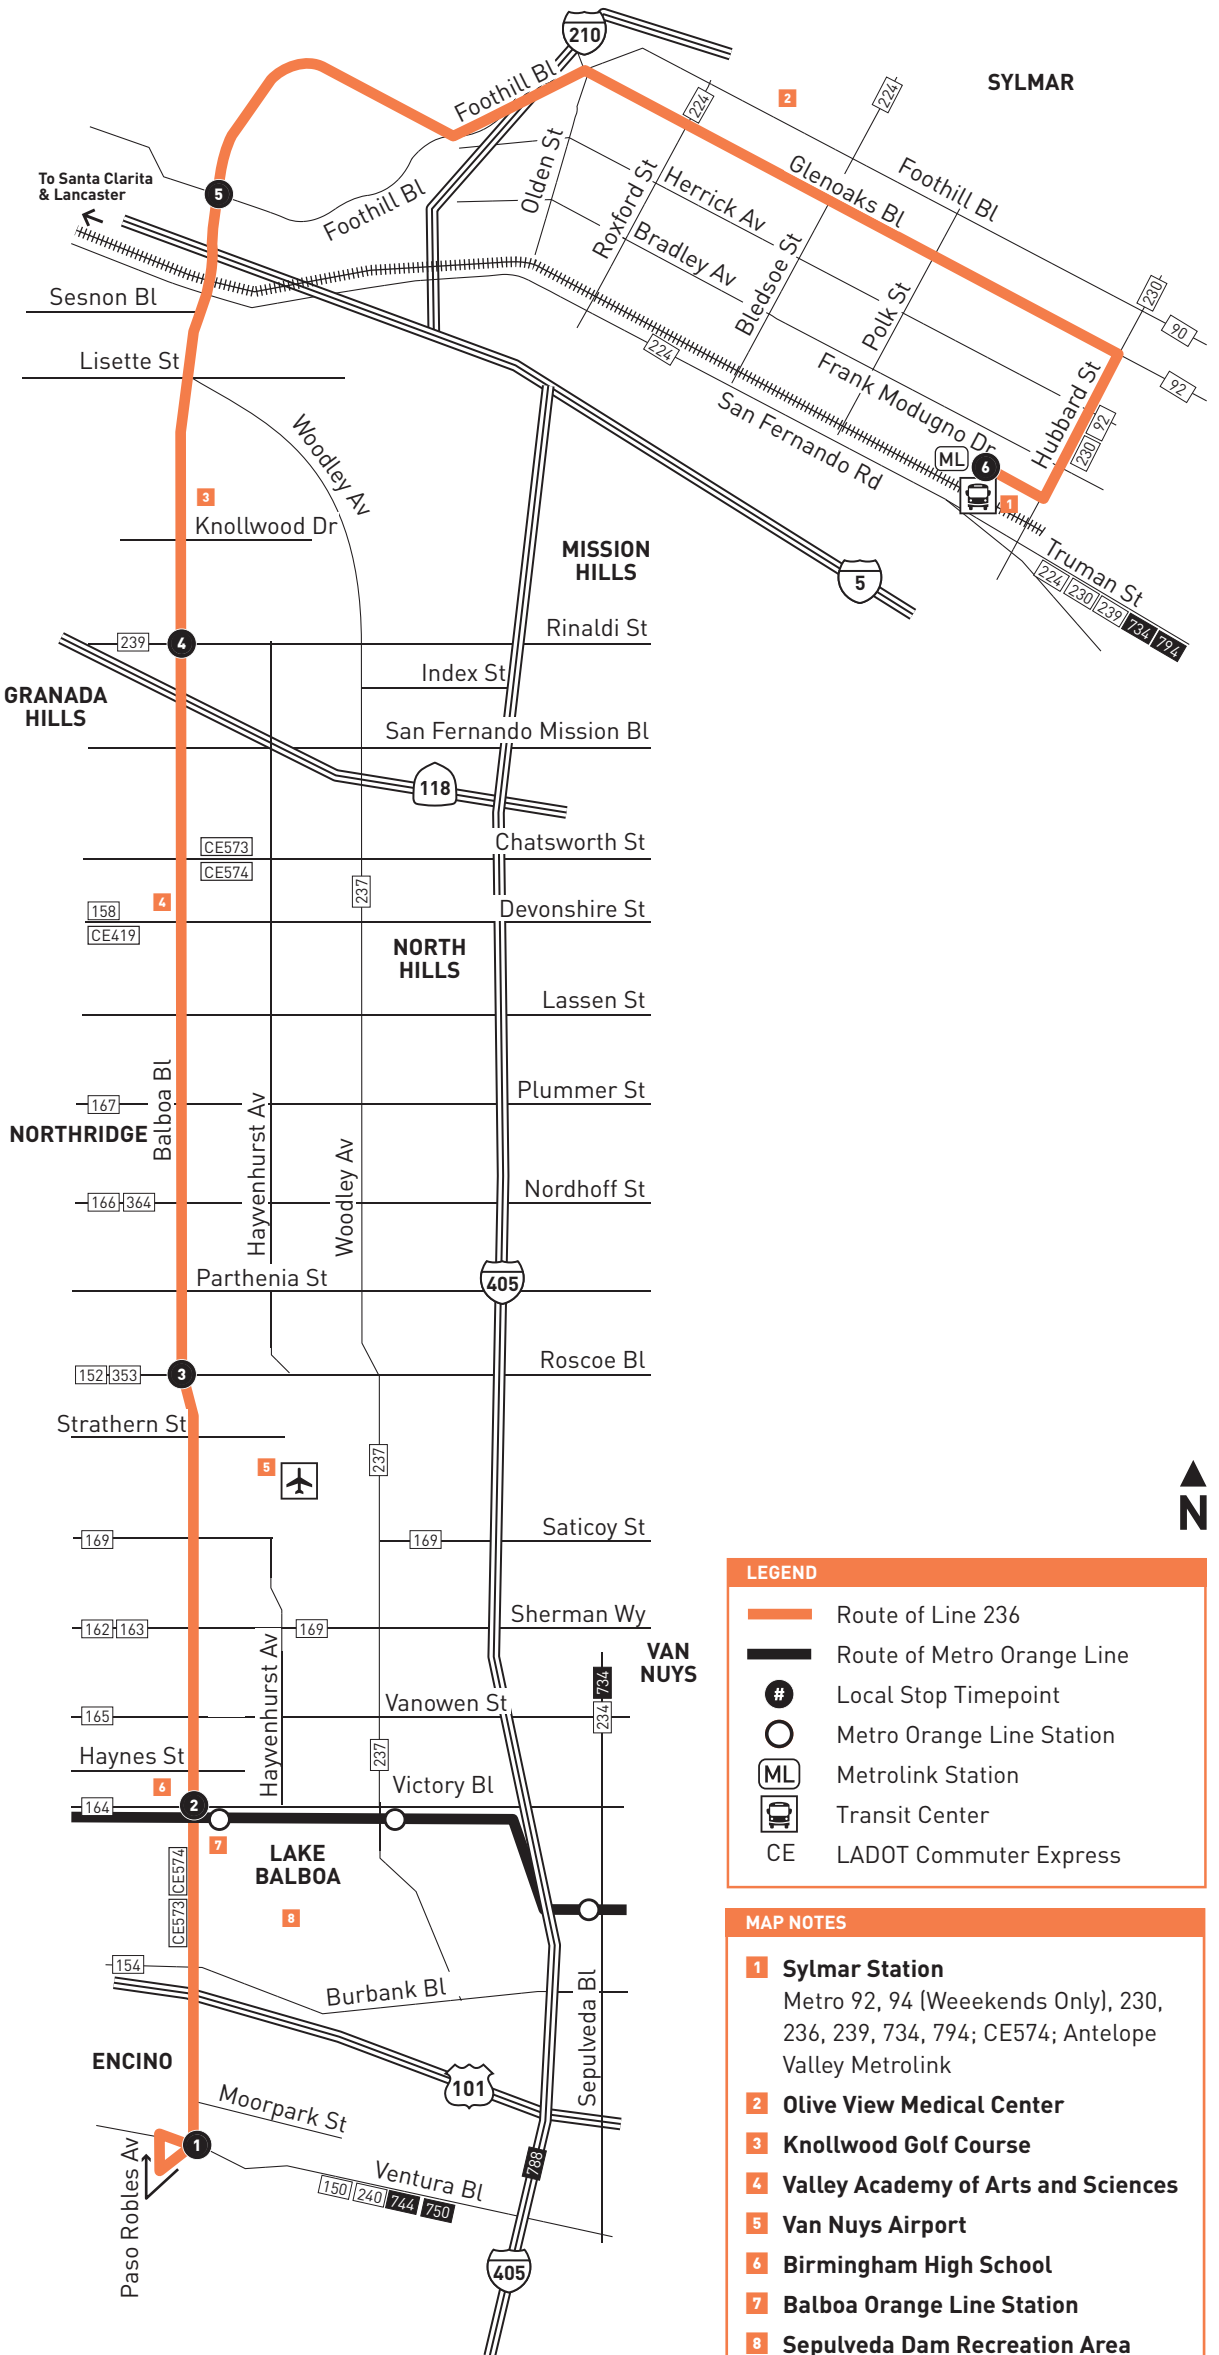 210
SYLMAR
2
224
224
Foothill Bl
Glenoaks Bl
Foothill Bl
Olden St
Roxford St
Herrick Av
Bradley Av
To Santa Clarita
& Lancaster
5
Foothill Bl
Bledsoe St
Polk St
230
90
92
Sesnon Bl
Lisette St
224
Frank Modugno Dr
San Fernando Rd
Hubbard St
230
92
ML
6
1
Woodley Av
3
Knollwood Dr
MISSION
HILLS
5
Truman St
224
230
239
734
794
239
4
Rinaldi St
Index St
GRANADA
HILLS
San Fernando Mission Bl
118
CE573
CE574
Chatsworth St
237
4
158
CE419
Devonshire St
NORTH
HILLS
Lassen St
Balboa Bl
167
Plummer St
NORTHRIDGE
Hayvenhurst Av
Woodley Av
166
364
Nordhoff St
Parthenia St
405
152
353
3
Roscoe Bl
Strathern St
237
5
169
169
Saticoy St
162
163
169
Sherman Wy
VAN
NUYS
Hayvenhurst Av
734
234
165
Vanowen St
Haynes St
237
6
Victory Bl
164
2
7
LAKE
BALBOA
CE573
CE574
8
154
Burbank Bl
Sepulveda Bl
ENCINO
101
Moorpark St
1
Paso Robles Av
Ventura Bl
150
240
744
750
788
405
N
LEGEND
Route of Line 236
Route of Metro Orange Line
# Local Stop Timepoint
Metro Orange Line Station
ML Metrolink Station
Transit Center
CE LADOT Commuter Express
MAP NOTES
1 Sylmar Station
Metro 92, 94 (Weeekends Only), 230,
236, 239, 734, 794; CE574; Antelope
Valley Metrolink
2 Olive View Medical Center
3 Knollwood Golf Course
4 Valley Academy of Arts and Sciences
5 Van Nuys Airport
6 Birmingham High School
7 Balboa Orange Line Station
8 Sepulveda Dam Recreation Area